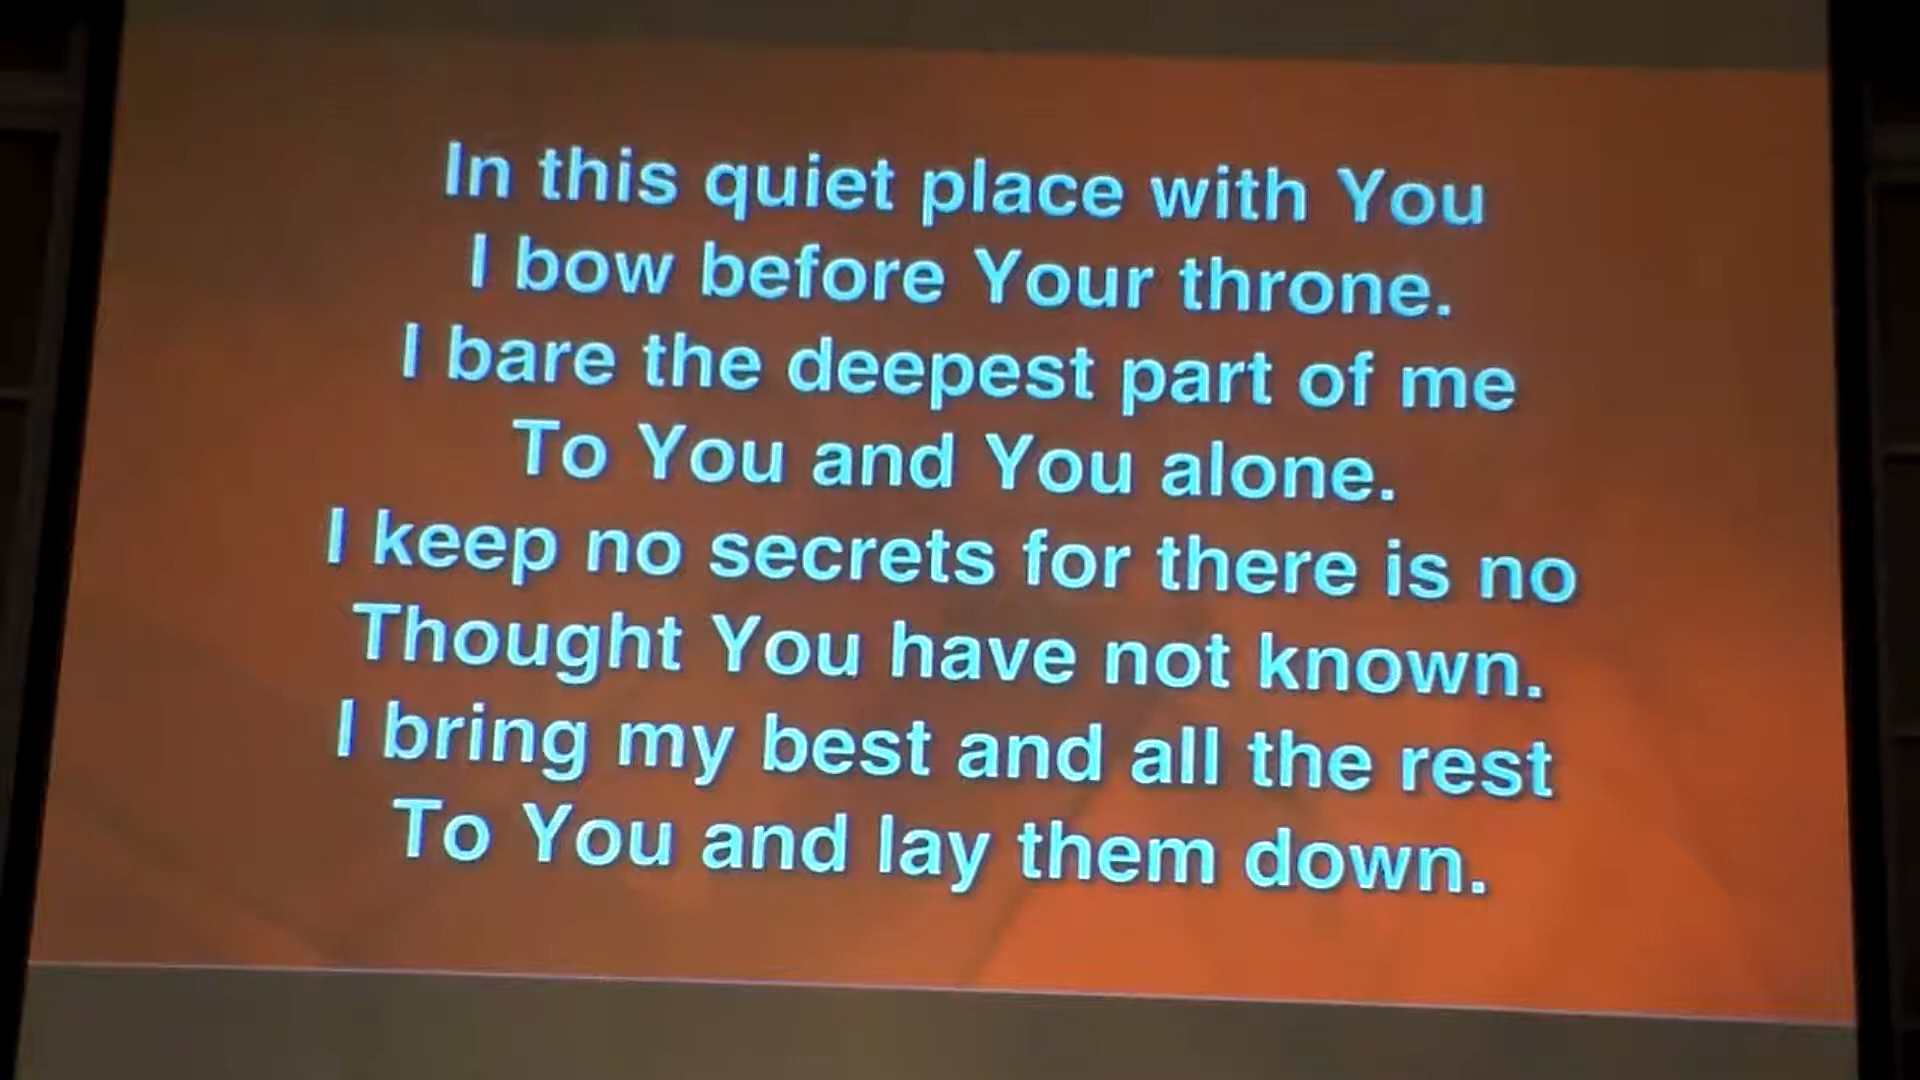 In this quiet place with You
I bow before Your throne.
I bare the deepest part of me
To You and You alone.
I keep no secrets for there is no
Thought You have not known.
I bring my best and all the rest
To You and lay them down.